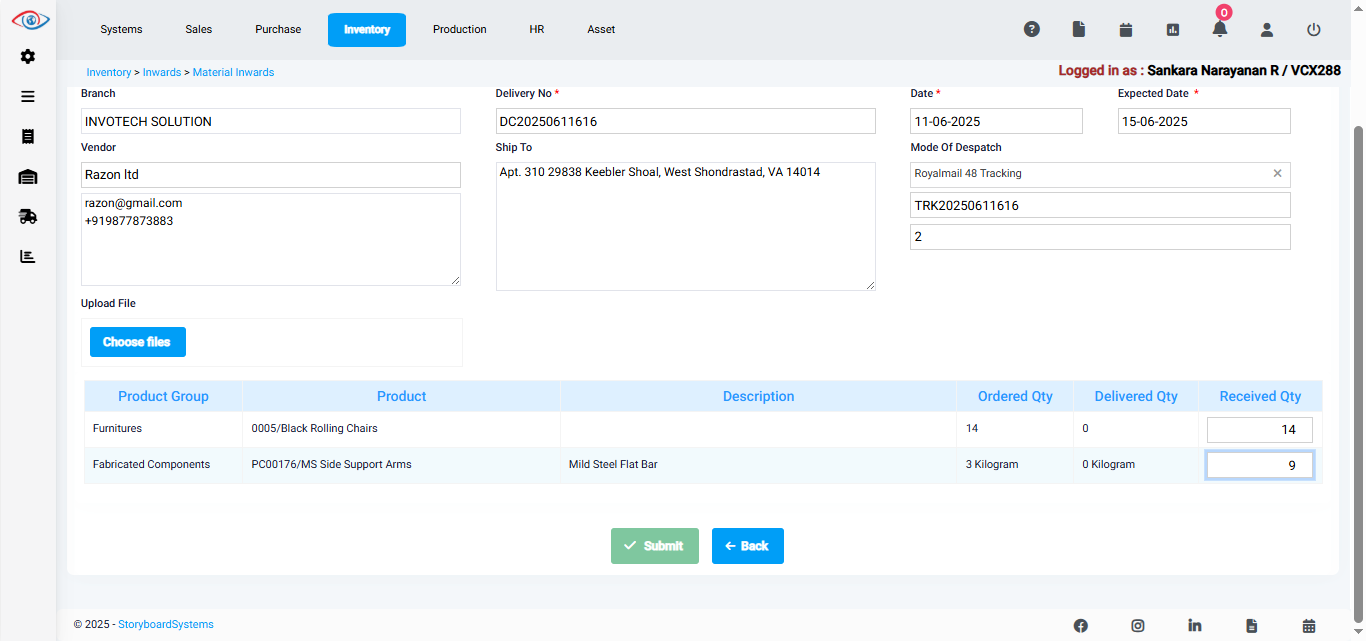 0
Systems Sales Purchase Inventory Production HR Asset
Inventory > Inwards > Material Inwards
Logged in as : Sankara Narayanan R / VCX288
Branch Delivery No * Date * Expected Date *
INVOTECH SOLUTION DC20250611616 11-06-2025 15-06-2025
Vendor Ship To Mode Of Despatch
Razon ltd Apt. 310 29838 Keebler Shoal, West Shondrastad, VA 14014 Royalmail 48 Tracking
razon@gmail.com TRK20250611616
+919877873883
2
Upload File
Choose files
Product Group Product Description Ordered Qty Delivered Qty Received Qty
Furnitures 0005/Black Rolling Chairs 14 0 14
Fabricated Components PC00176/MS Side Support Arms Mild Steel Flat Bar 3 Kilogram 0 Kilogram 9
Submit Back
© 2025 - StoryboardSystems